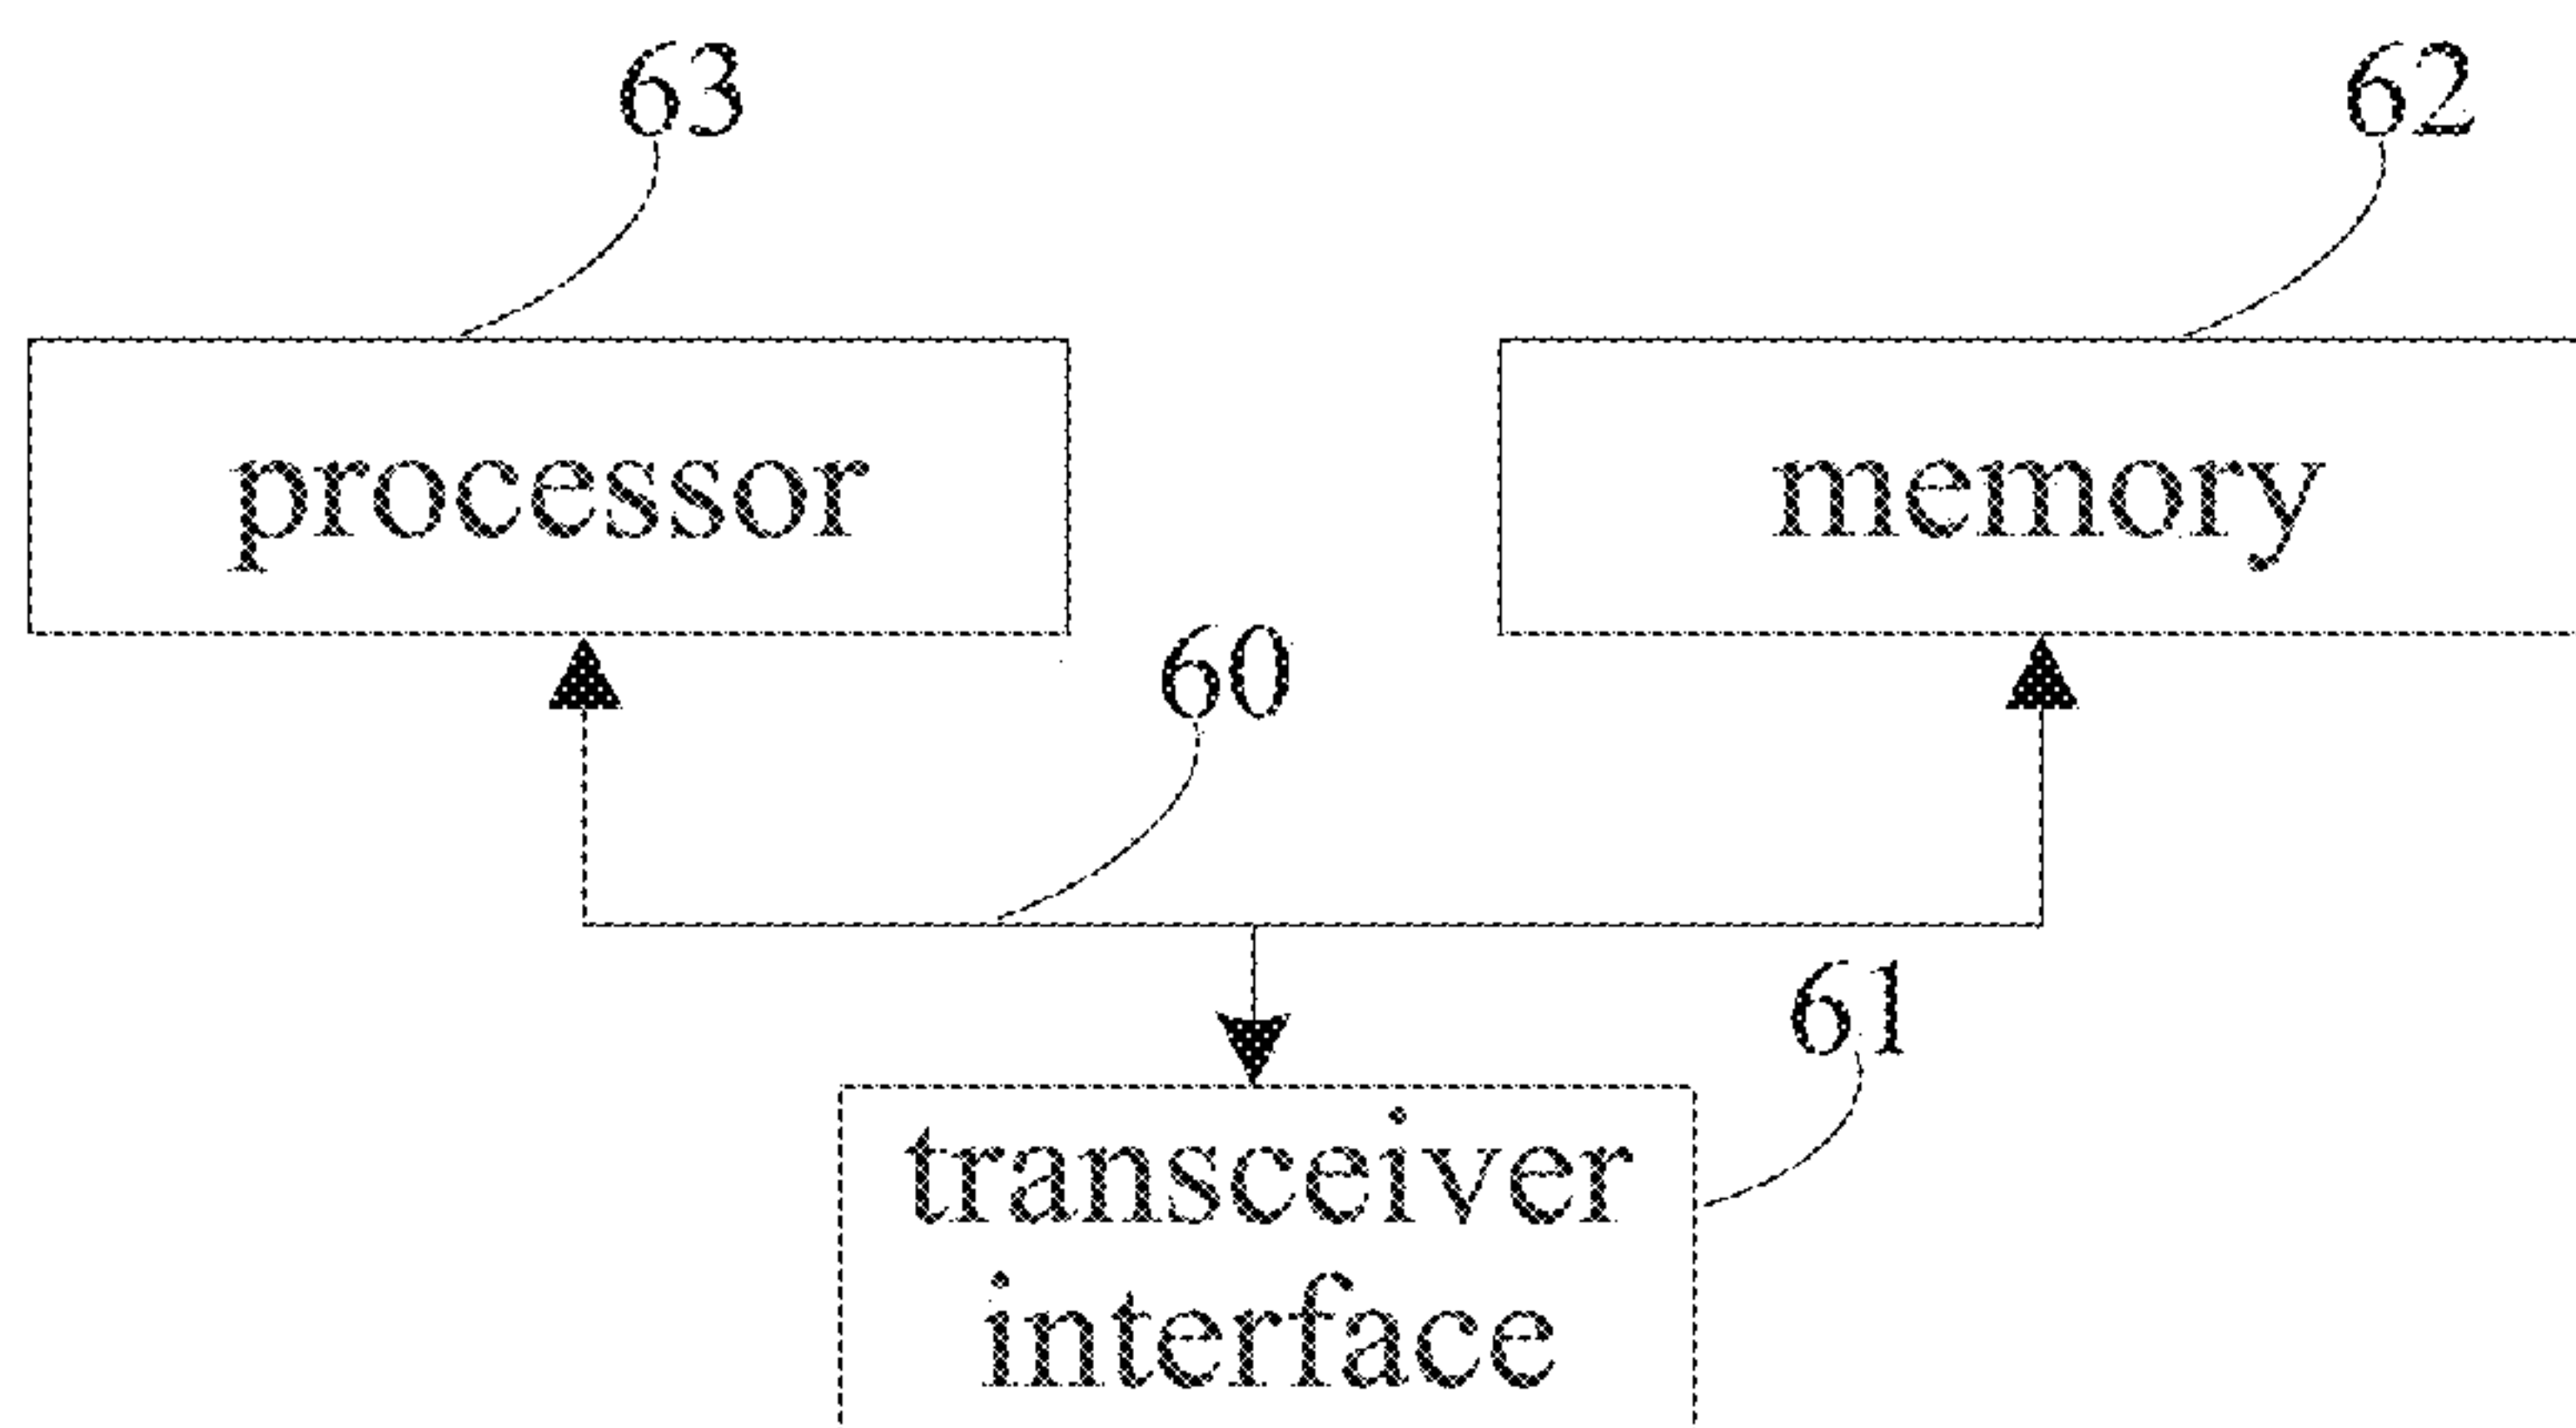 63
62
processor
memory
60
61
transceiver
interface